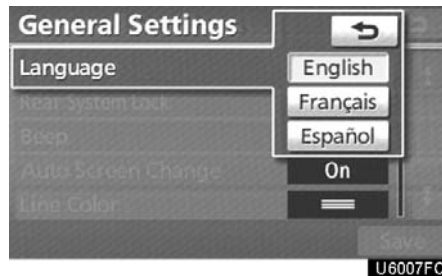 General Settings
Language
English
Français
Rear System Lock
Español
Beep
Auto Screen Change
On
Line Color
Save
U6007FC